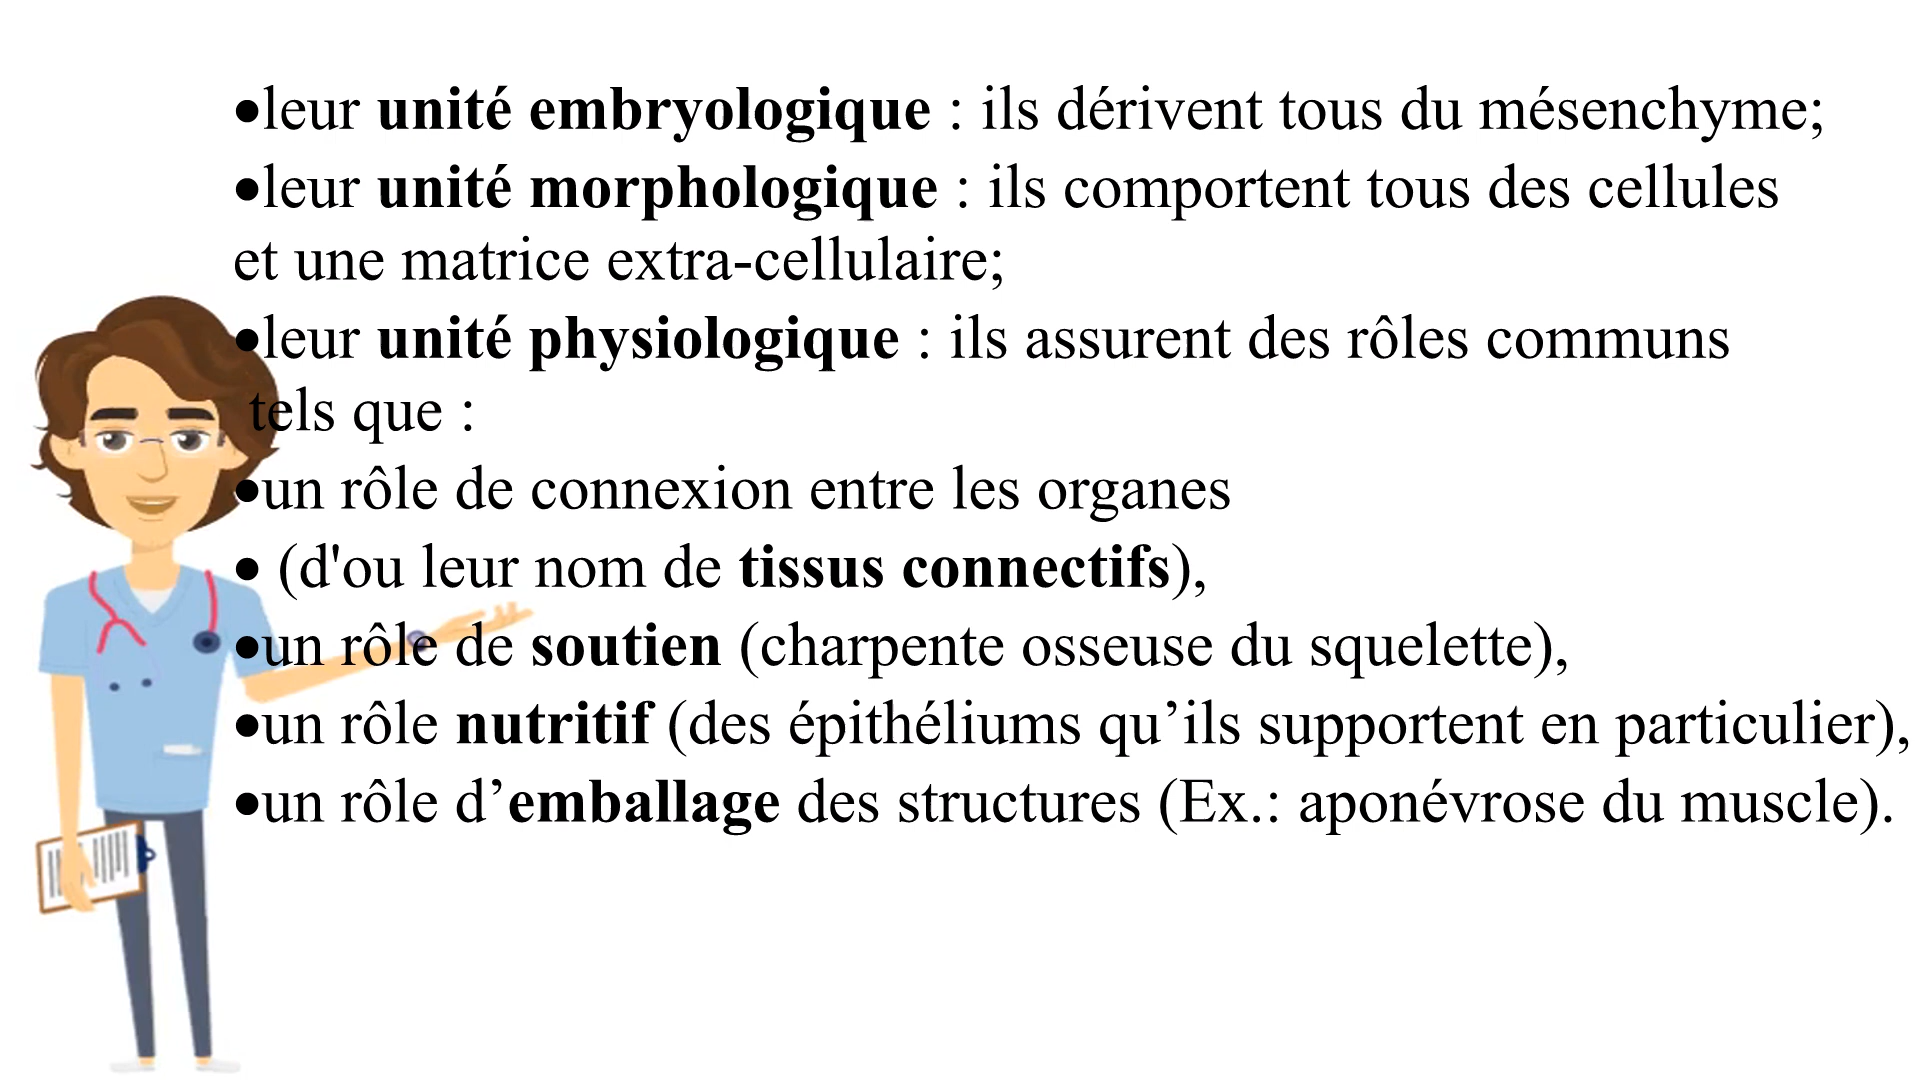 •leur unité embryologique : ils dérivent tous du mésenchyme;
•leur unité morphologique : ils comportent tous des cellules
et une matrice extra-cellulaire;
•leur unité physiologique : ils assurent des rôles communs
tels que :
•un rôle de connexion entre les organes
• (d'ou leur nom de tissus connectifs),
•un rôle de soutien (charpente osseuse du squelette),
•un rôle nutritif (des épithéliums qu’ils supportent en particulier),
•un rôle d’emballage des structures (Ex.: aponévrose du muscle).